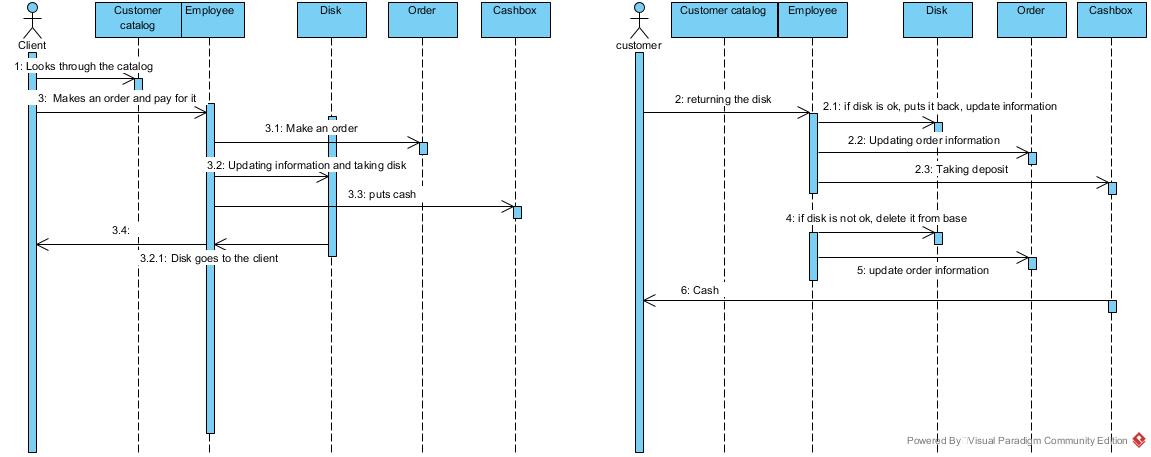 Customer
catalog
Employee
Disk
Order
Cashbox
Client
1: Looks through the catalog
3: Makes an order and pay for it
3.1: Make an order
3.2: Updating information and taking disk
3.3: puts cash
3.4:
3.2.1: Disk goes to the client
Customer catalog
Employee
Disk
Order
Cashbox
customer
2: returning the disk
2.1: if disk is ok, puts it back, update information
2.2: Updating order information
2.3: Taking deposit
4: if disk is not ok, delete it from base
5: update order information
6: Cash
Powered By Visual Paradigm Community Edition